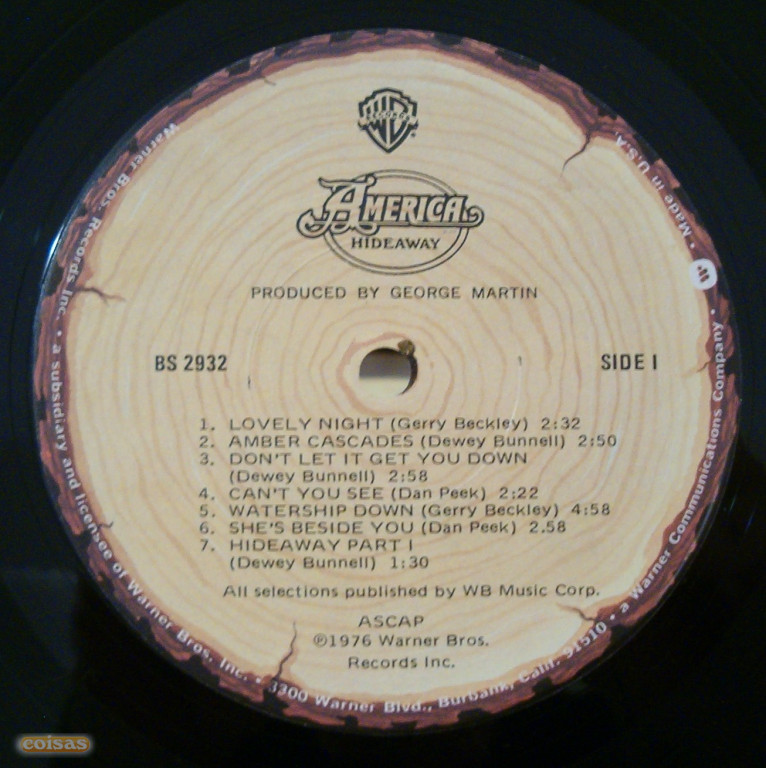 WB
RECORDS
AMERICA
HIDEAWAY
PRODUCED BY GEORGE MARTIN
BS 2932
SIDE I
1. LOVELY NIGHT (Gerry Beckley) 2:32
2. AMBER CASCADES (Dewey Bunnell) 2:50
3. DON'T LET IT GET YOU DOWN
(Dewey Bunnell) 2:58
4. CAN'T YOU SEE (Dan Peek) 2:22
5. WATERSHIP DOWN (Gerry Beckley) 4:58
6. SHE'S BESIDE YOU (Dan Peek) 2.58
7. HIDEAWAY PART I
(Dewey Bunnell) 1:30
All selections published by WB Music Corp.
ASCAP
℗1976 Warner Bros.
Records Inc.
Warner Bros. Records Inc. • a subsidiary and licensee of Warner Bros. Inc. • 3300 Warner Blvd., Burbank, Calif. 91510 • a Warner Communications Company • Made in U.S.A.
coisas